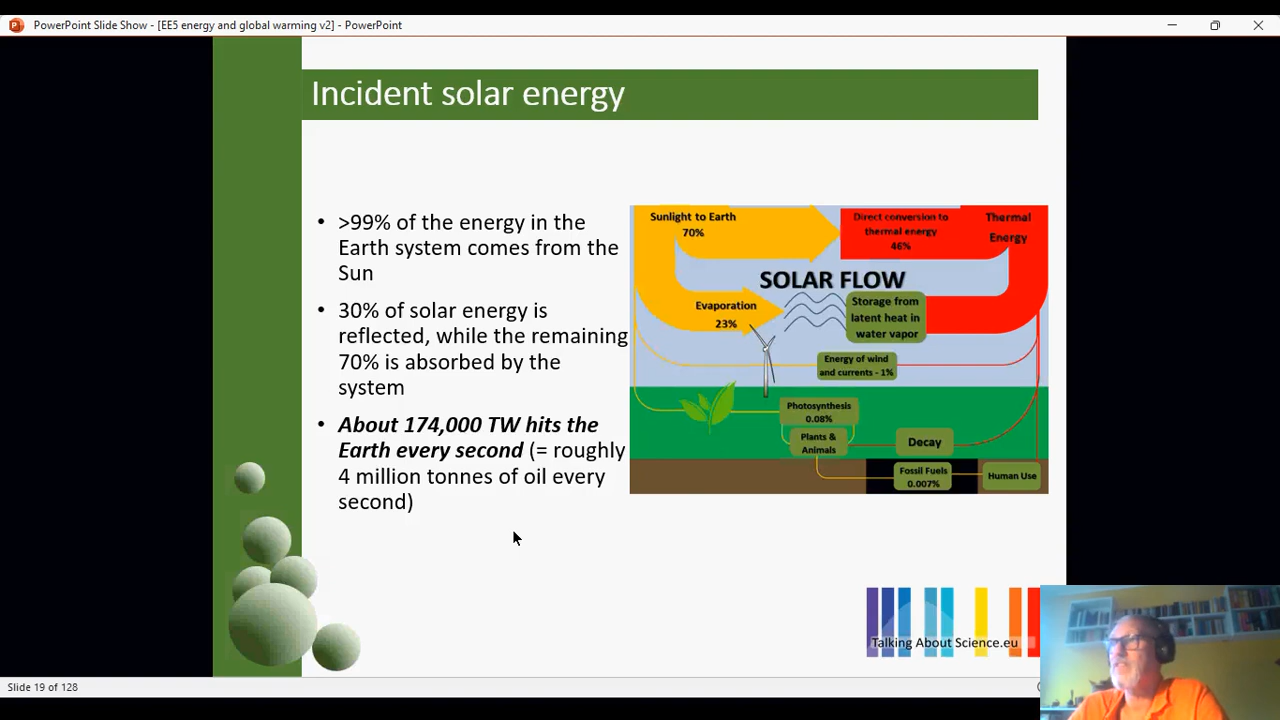 PowerPoint Slide Show - [EE5 energy and global warming v2] - PowerPoint
Incident solar energy
• >99% of the energy in the
Earth system comes from the
Sun
• 30% of solar energy is
reflected, while the remaining
70% is absorbed by the
system
• About 174,000 TW hits the
Earth every second (= roughly
4 million tonnes of oil every
second)
Sunlight to Earth
70%
Direct conversion to
thermal energy
46%
Thermal
Energy
SOLAR FLOW
Evaporation
23%
Storage from
latent heat in
water vapor
Energy of wind
and currents - 1%
Photosynthesis
0.08%
Plants &
Animals
Decay
Fossil Fuels
0.007%
Human Use
Talking About Science.eu
Slide 19 of 128